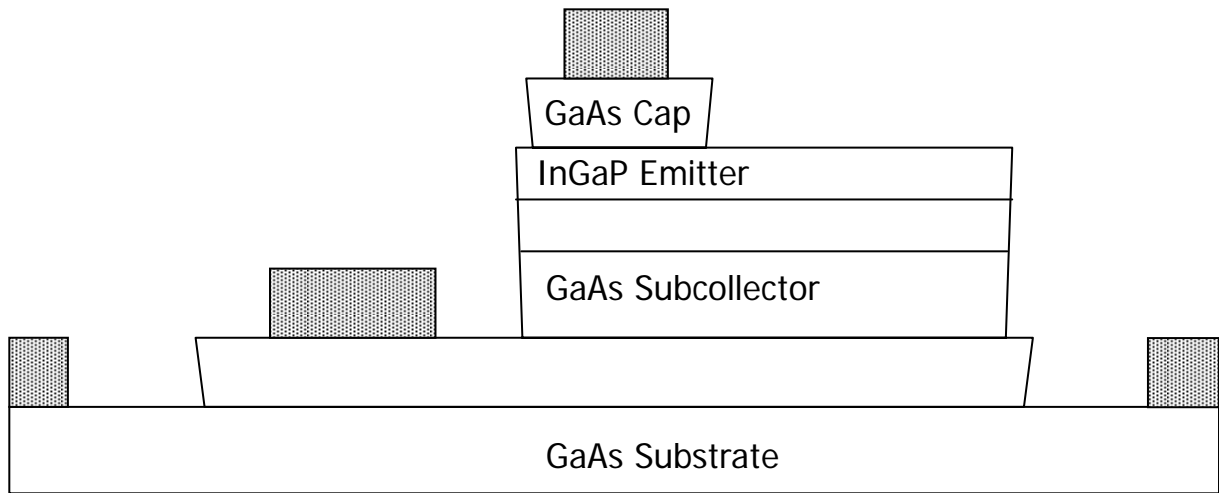 GaAs Cap
InGaP Emitter
GaAs Subcollector
GaAs Substrate